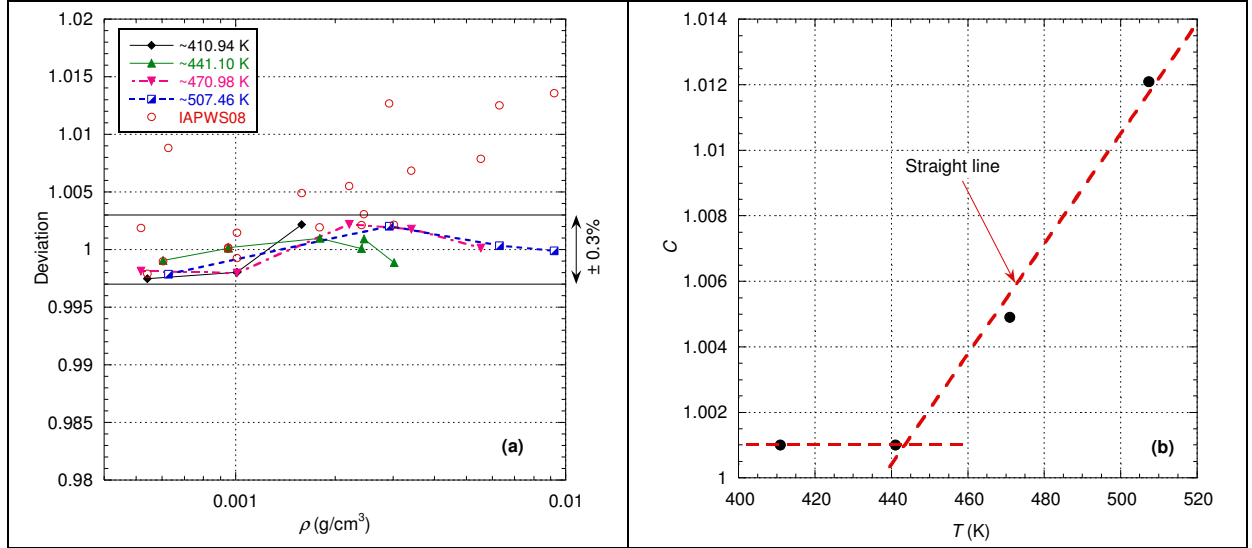 1.02
1.015
1.01
1.005
1
0.995
0.99
0.985
0.98
Deviation
~410.94 K
~441.10 K
~470.98 K
~507.46 K
IAPWS08
± 0.3%
(a)
0.001
0.01
ρ (g/cm³)
1.014
1.012
1.01
1.008
1.006
1.004
1.002
1
C
Straight line
(b)
400
420
440
460
480
500
520
T (K)